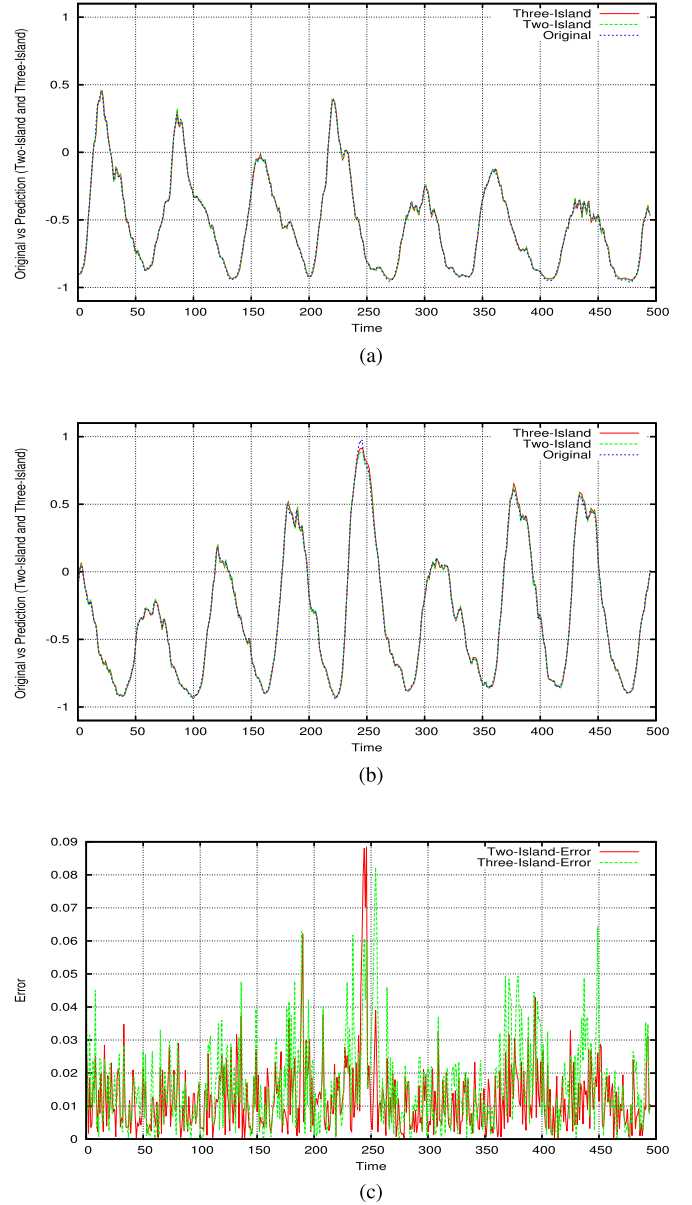 Three-Island
Two-Island
Original
1
0.5
0
-0.5
-1
Original vs Prediction (Two-Island and Three-Island)
0 50 100 150 200 250 300 350 400 450 500
Time
(a)
Three-Island
Two-Island
Original
1
0.5
0
-0.5
-1
Original vs Prediction (Two-Island and Three-Island)
0 50 100 150 200 250 300 350 400 450 500
Time
(b)
Two-Island-Error
Three-Island-Error
0.09
0.08
0.07
0.06
0.05
0.04
0.03
0.02
0.01
0
Error
0 50 100 150 200 250 300 350 400 450 500
Time
(c)